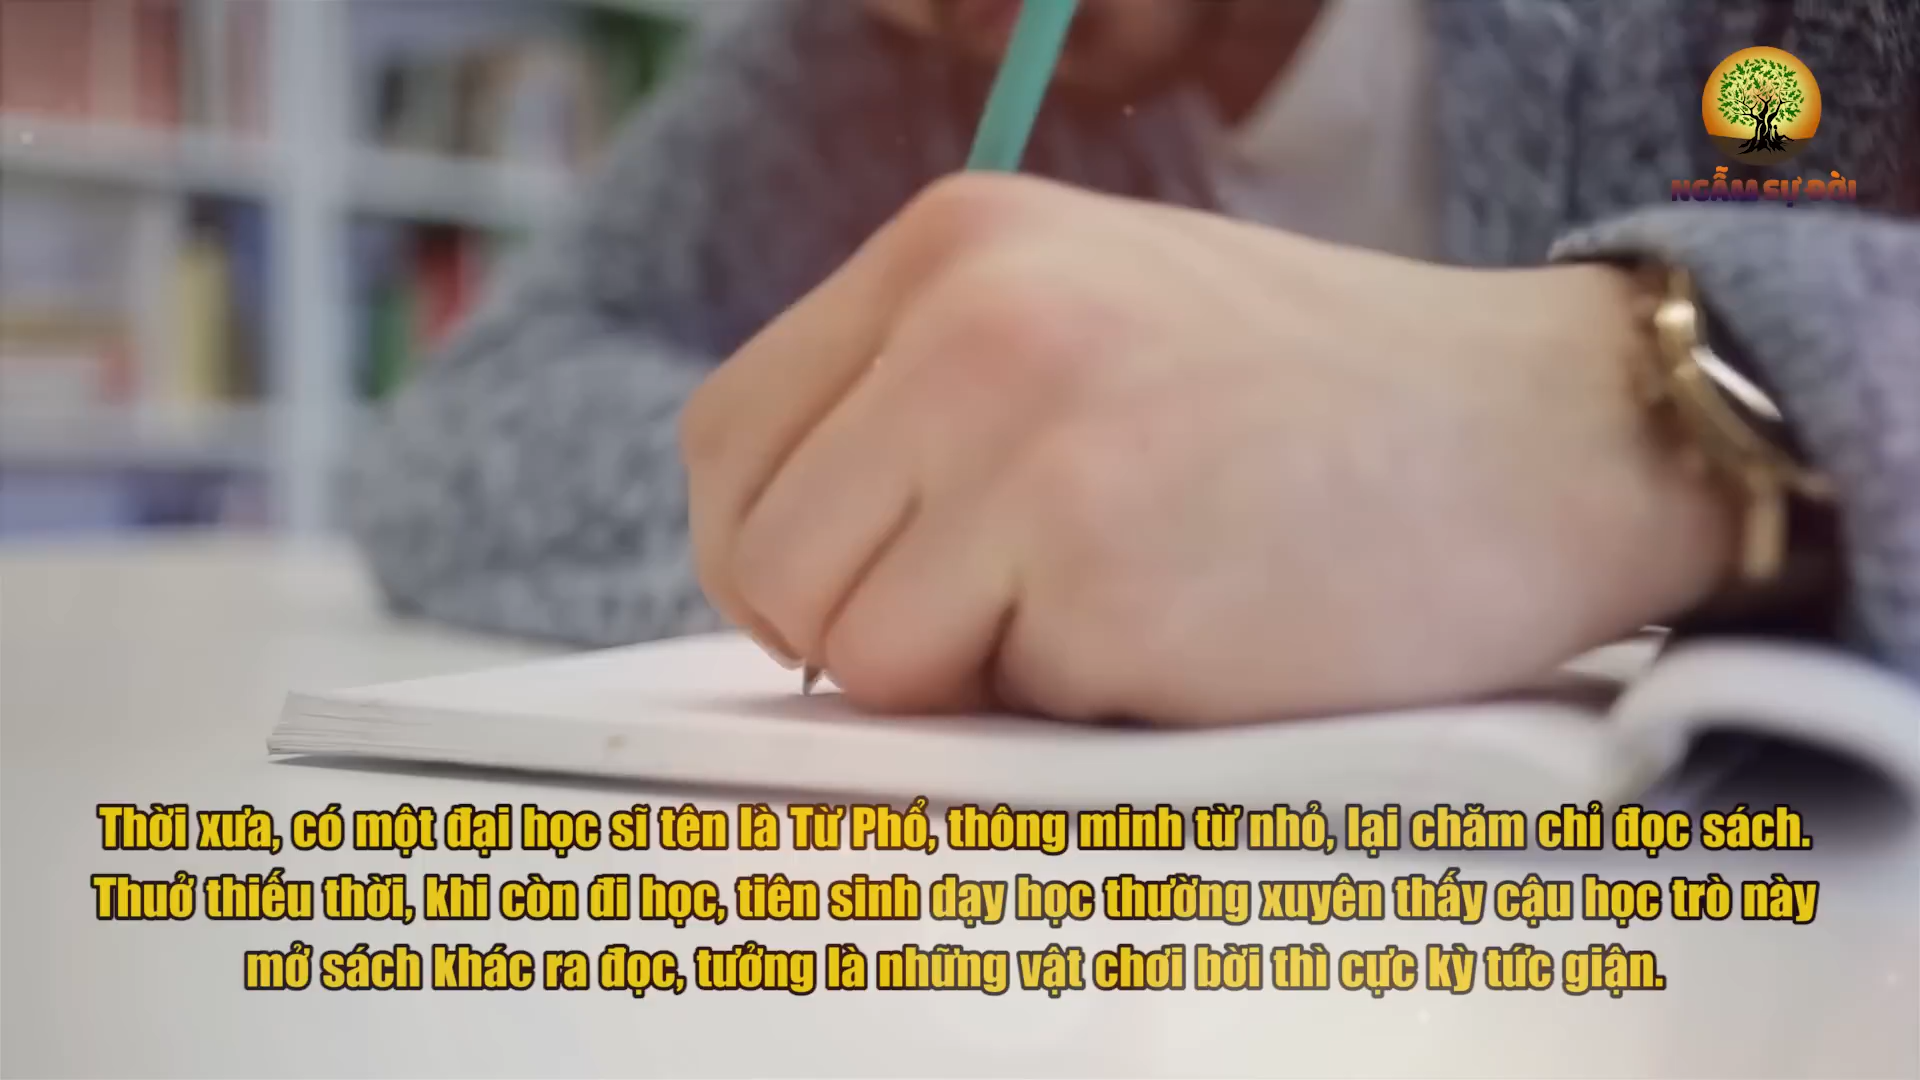 NGẪM SỰ ĐỜI
Thời xưa, có một đại học sĩ tên là Từ Phổ, thông minh từ nhỏ, lại chăm chỉ đọc sách.
Thuở thiếu thời, khi còn đi học, tiên sinh dạy học thường xuyên thấy cậu học trò này
mở sách khác ra đọc, tưởng là những vật chơi bời thì cực kỳ tức giận.